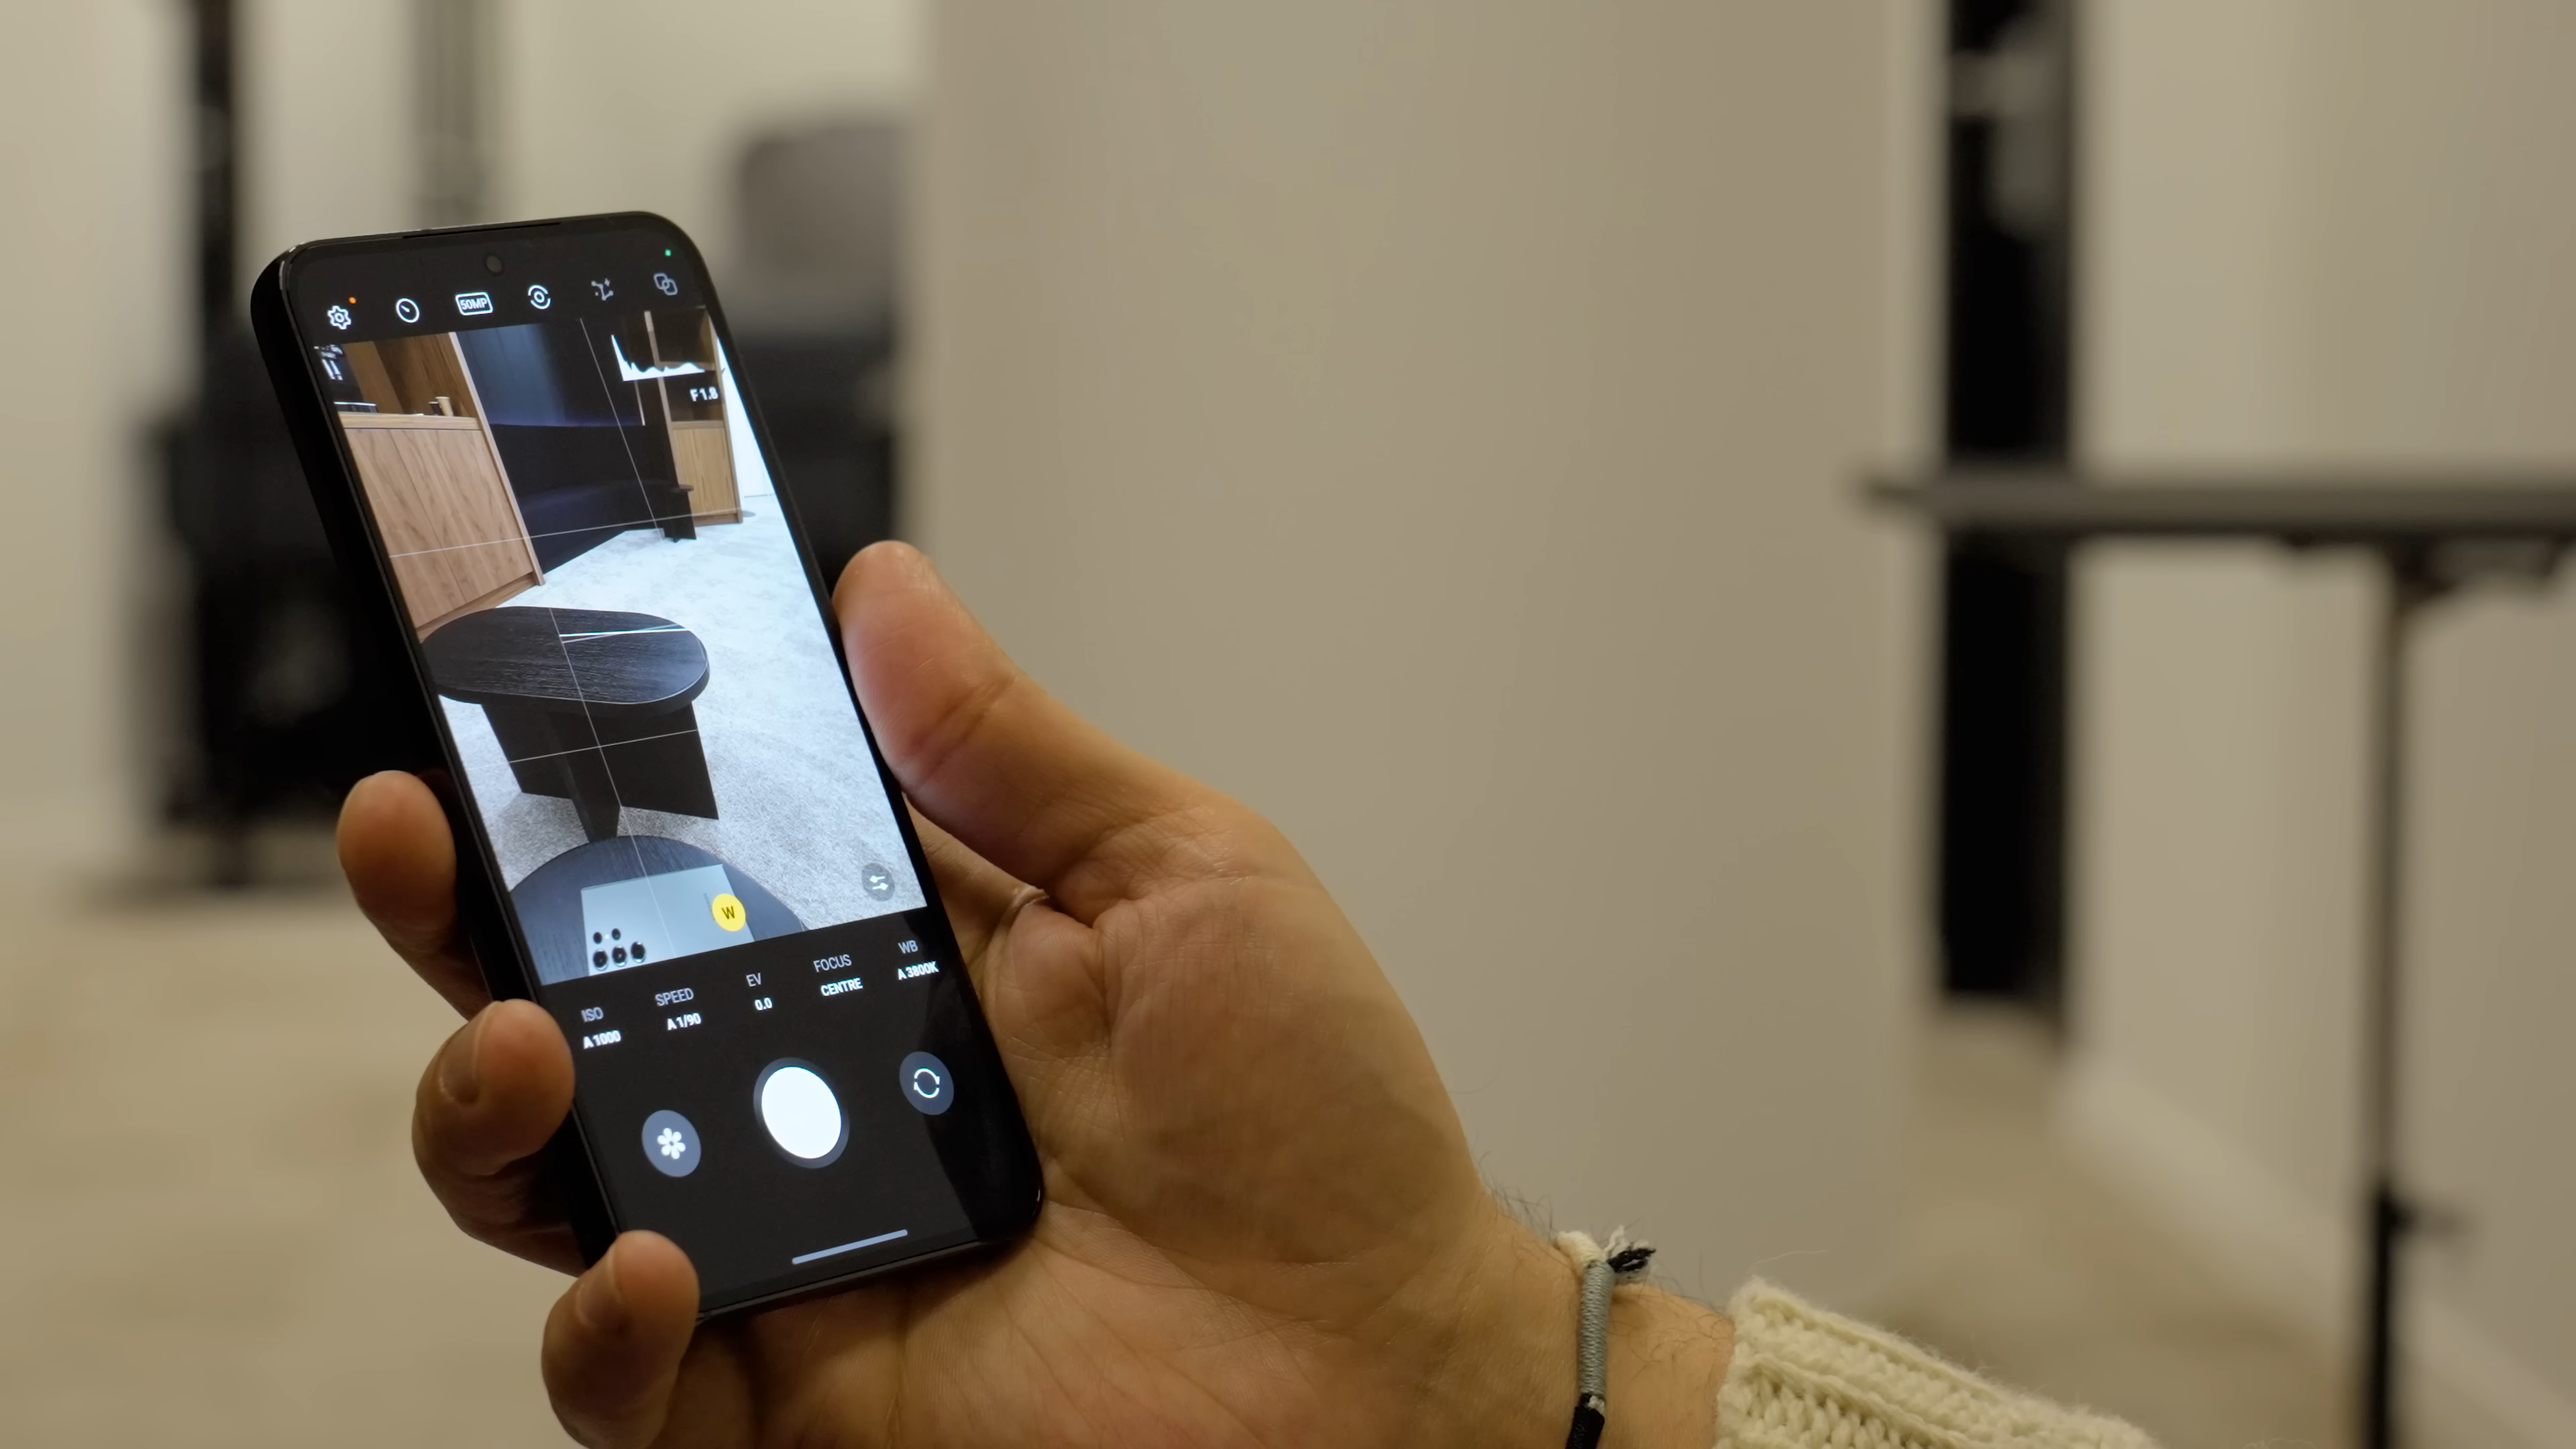 50MP
F1.8
W
ISO SPEED EV FOCUS WB
A 1000 A 1/90 0.0 CENTRE A 3800K